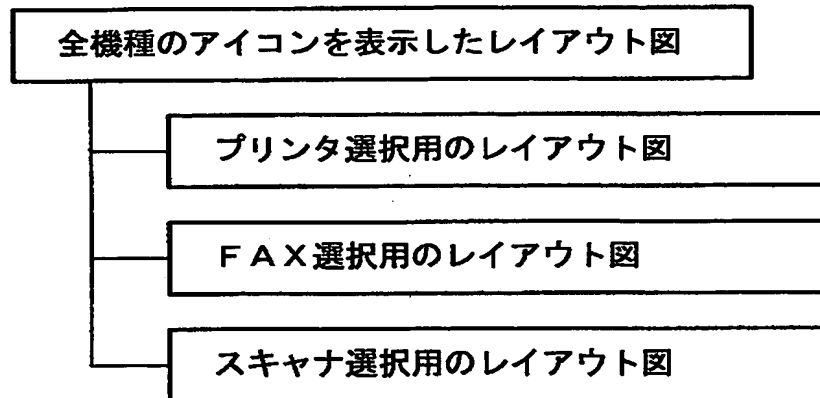 全機種のアイコンを表示したレイアウト図
プリンタ選択用のレイアウト図
ＦＡＸ選択用のレイアウト図
スキャナ選択用のレイアウト図